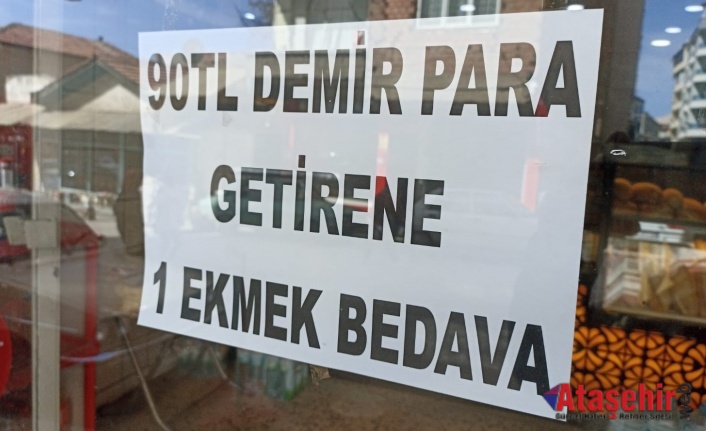 90TL DEMİR PARA
GETİRENE
1 EKMEK BEDAVA
Ataşehir